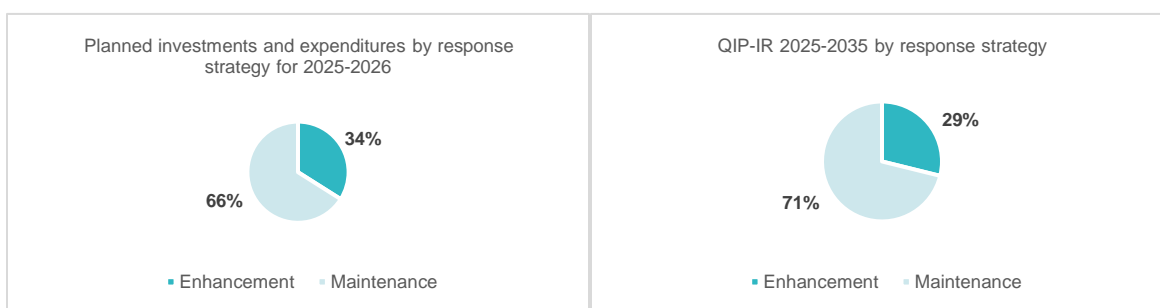 Planned investments and expenditures by response
strategy for 2025-2026
34%
66%
Enhancement Maintenance
QIP-IR 2025-2035 by response strategy
29%
71%
Enhancement Maintenance